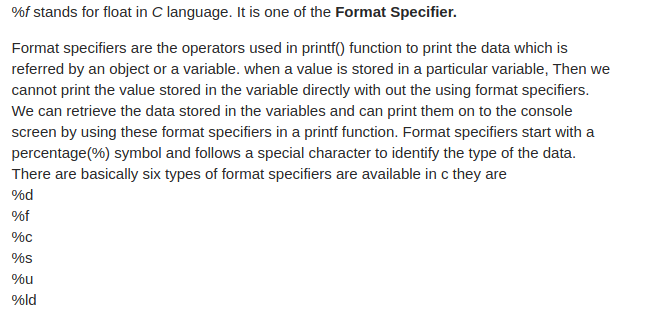 %f stands for float in C language. It is one of the Format Specifier.
Format specifiers are the operators used in printf() function to print the data which is
referred by an object or a variable. when a value is stored in a particular variable, Then we
cannot print the value stored in the variable directly with out the using format specifiers.
We can retrieve the data stored in the variables and can print them on to the console
screen by using these format specifiers in a printf function. Format specifiers start with a
percentage(%) symbol and follows a special character to identify the type of the data.
There are basically six types of format specifiers are available in c they are
%d
%f
%c
%s
%u
%ld